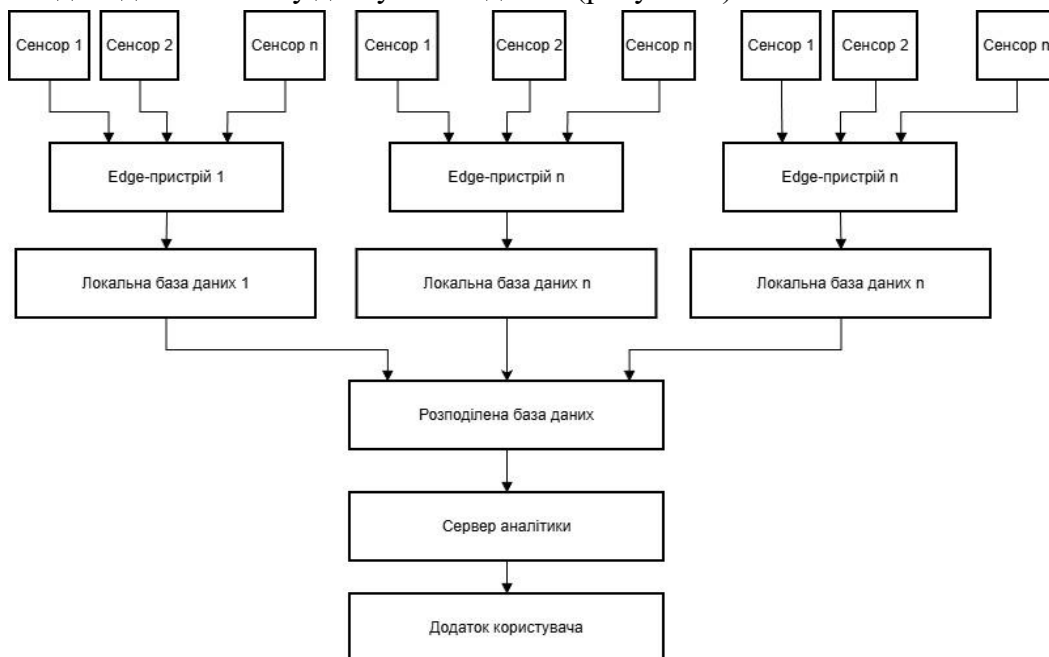 Сенсор 1
Сенсор 2
Сенсор n
Сенсор 1
Сенсор 2
Сенсор n
Сенсор 1
Сенсор 2
Сенсор n
Edge-пристрій 1
Edge-пристрій n
Edge-пристрій n
Локальна база даних 1
Локальна база даних n
Локальна база даних n
Розподілена база даних
Сервер аналітики
Додаток користувача